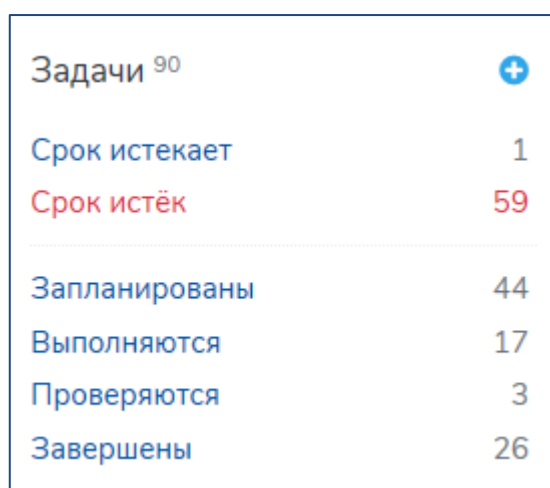 Задачи 90
Срок истекает 1
Срок истёк 59
Запланированы 44
Выполняются 17
Проверяются 3
Завершены 26